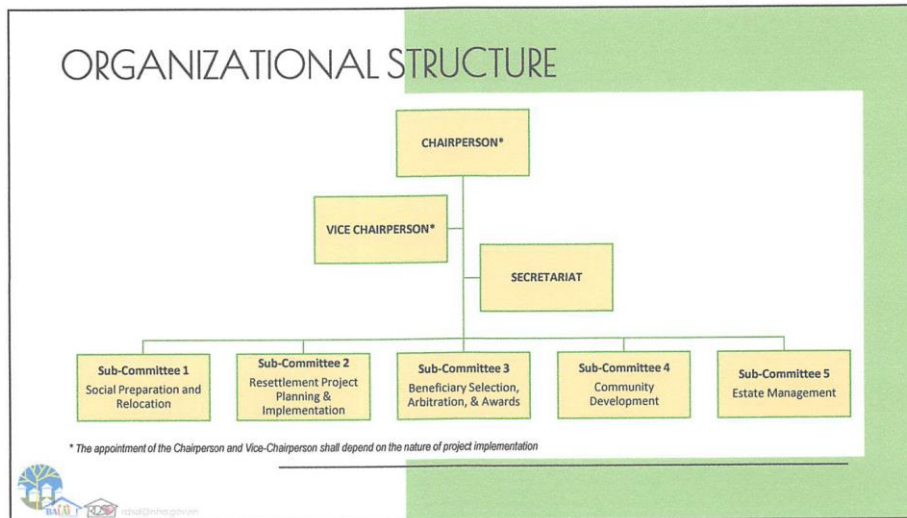 ORGANIZATIONAL STRUCTURE
CHAIRPERSON*
VICE CHAIRPERSON*
SECRETARIAT
Sub-Committee 1
Social Preparation and
Relocation
Sub-Committee 2
Resettlement Project
Planning &
Implementation
Sub-Committee 3
Beneficiary Selection,
Arbitration, & Awards
Sub-Committee 4
Community
Development
Sub-Committee 5
Estate Management
* The appointment of the Chairperson and Vice-Chairperson shall depend on the nature of project implementation